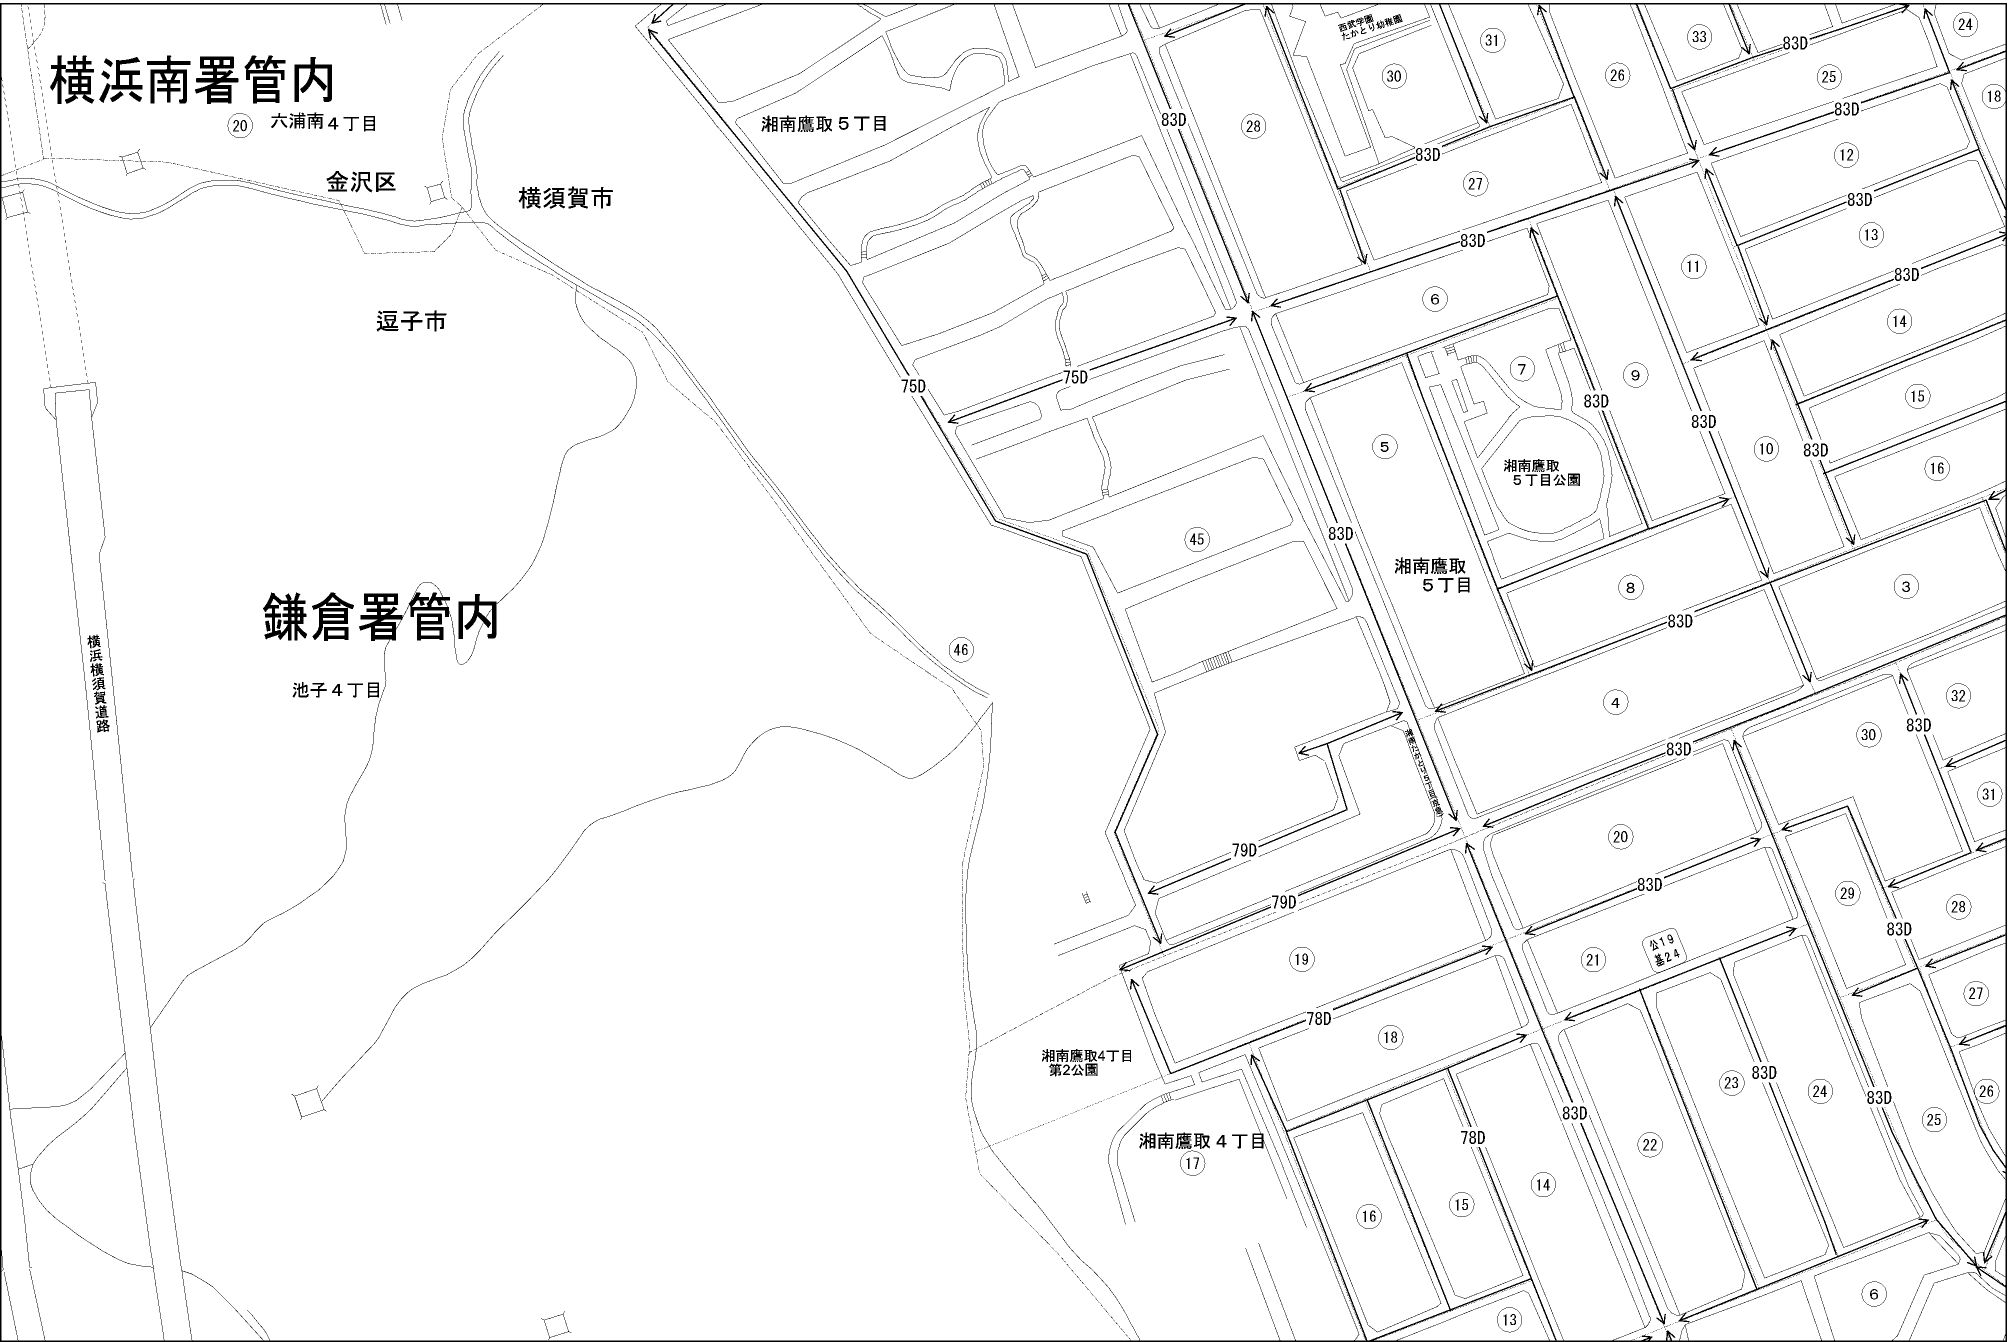 横浜南署管内
⑳ 六浦南4丁目
金沢区
横須賀市
逗子市
鎌倉署管内
池子4丁目
横浜横須賀道路
湘南鷹取5丁目
西武学園
たかとり幼稚園
31
33
24
30
26
25
18
28
83D
83D
83D
83D
27
12
83D
13
11
83D
83D
6
14
75D
75D
7
9
83D
15
83D
5
83D
10
16
湘南鷹取
5丁目公園
45
83D
湘南鷹取
5丁目
8
3
83D
46
4
32
30
83D
83D
31
20
79D
29
28
83D
79D
83D
公19
基24
19
21
27
78D
18
湘南鷹取4丁目
第2公園
23
83D
24
83D
26
25
83D
湘南鷹取4丁目
17
78D
22
14
15
16
6
13